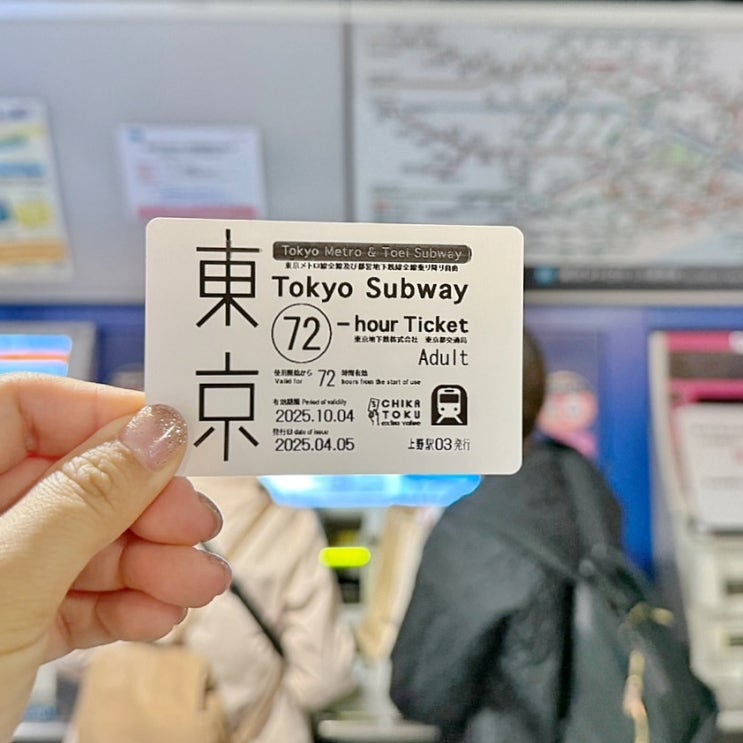 東京
Tokyo Metro & Toei Subway
東京メトロ線全線及び都営地下鉄線全線乗り降り自由
Tokyo Subway
72-hour Ticket
東京地下鉄株式会社 東京都交通局
Adult
使用開始から 72 時間有効
Valid for 72 hours from the start of use
有効期限 Period of validity
2025.10.04
CHIKA
TOKU
extra value
発行日 date of issue
2025.04.05
上野駅03発行